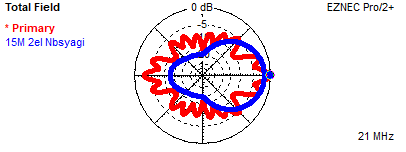 Total Field
0 dB
EZNEC Pro/2+
* Primary
-5
15M 2el Nbsyagi
21 MHz